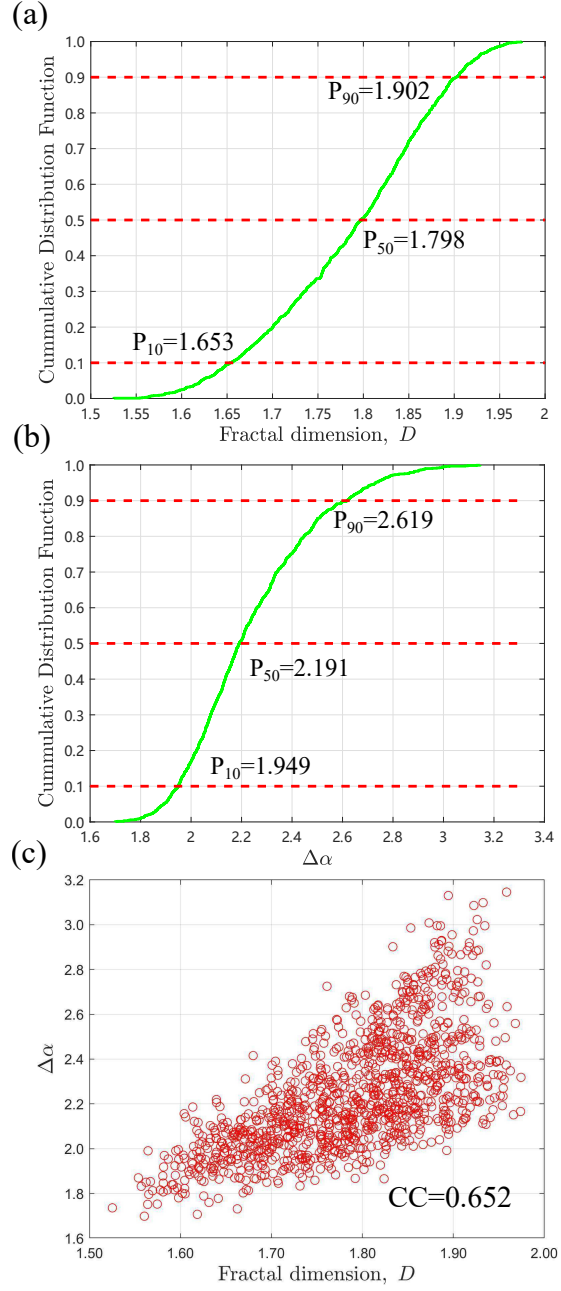 (a)
Cummulative Distribution Function
1.0
0.9
0.8
0.7
0.6
0.5
0.4
0.3
0.2
0.1
0.0
P90=1.902
P50=1.798
P10=1.653
1.5 1.55 1.6 1.65 1.7 1.75 1.8 1.85 1.9 1.95 2
Fractal dimension, D
(b)
Cummulative Distribution Function
1.0
0.9
0.8
0.7
0.6
0.5
0.4
0.3
0.2
0.1
0.0
P90=2.619
P50=2.191
P10=1.949
1.6 1.8 2 2.2 2.4 2.6 2.8 3 3.2 3.4
Δα
(c)
Δα
3.2
3.0
2.8
2.6
2.4
2.2
2.0
1.8
1.6
CC=0.652
1.50 1.60 1.70 1.80 1.90 2.00
Fractal dimension, D